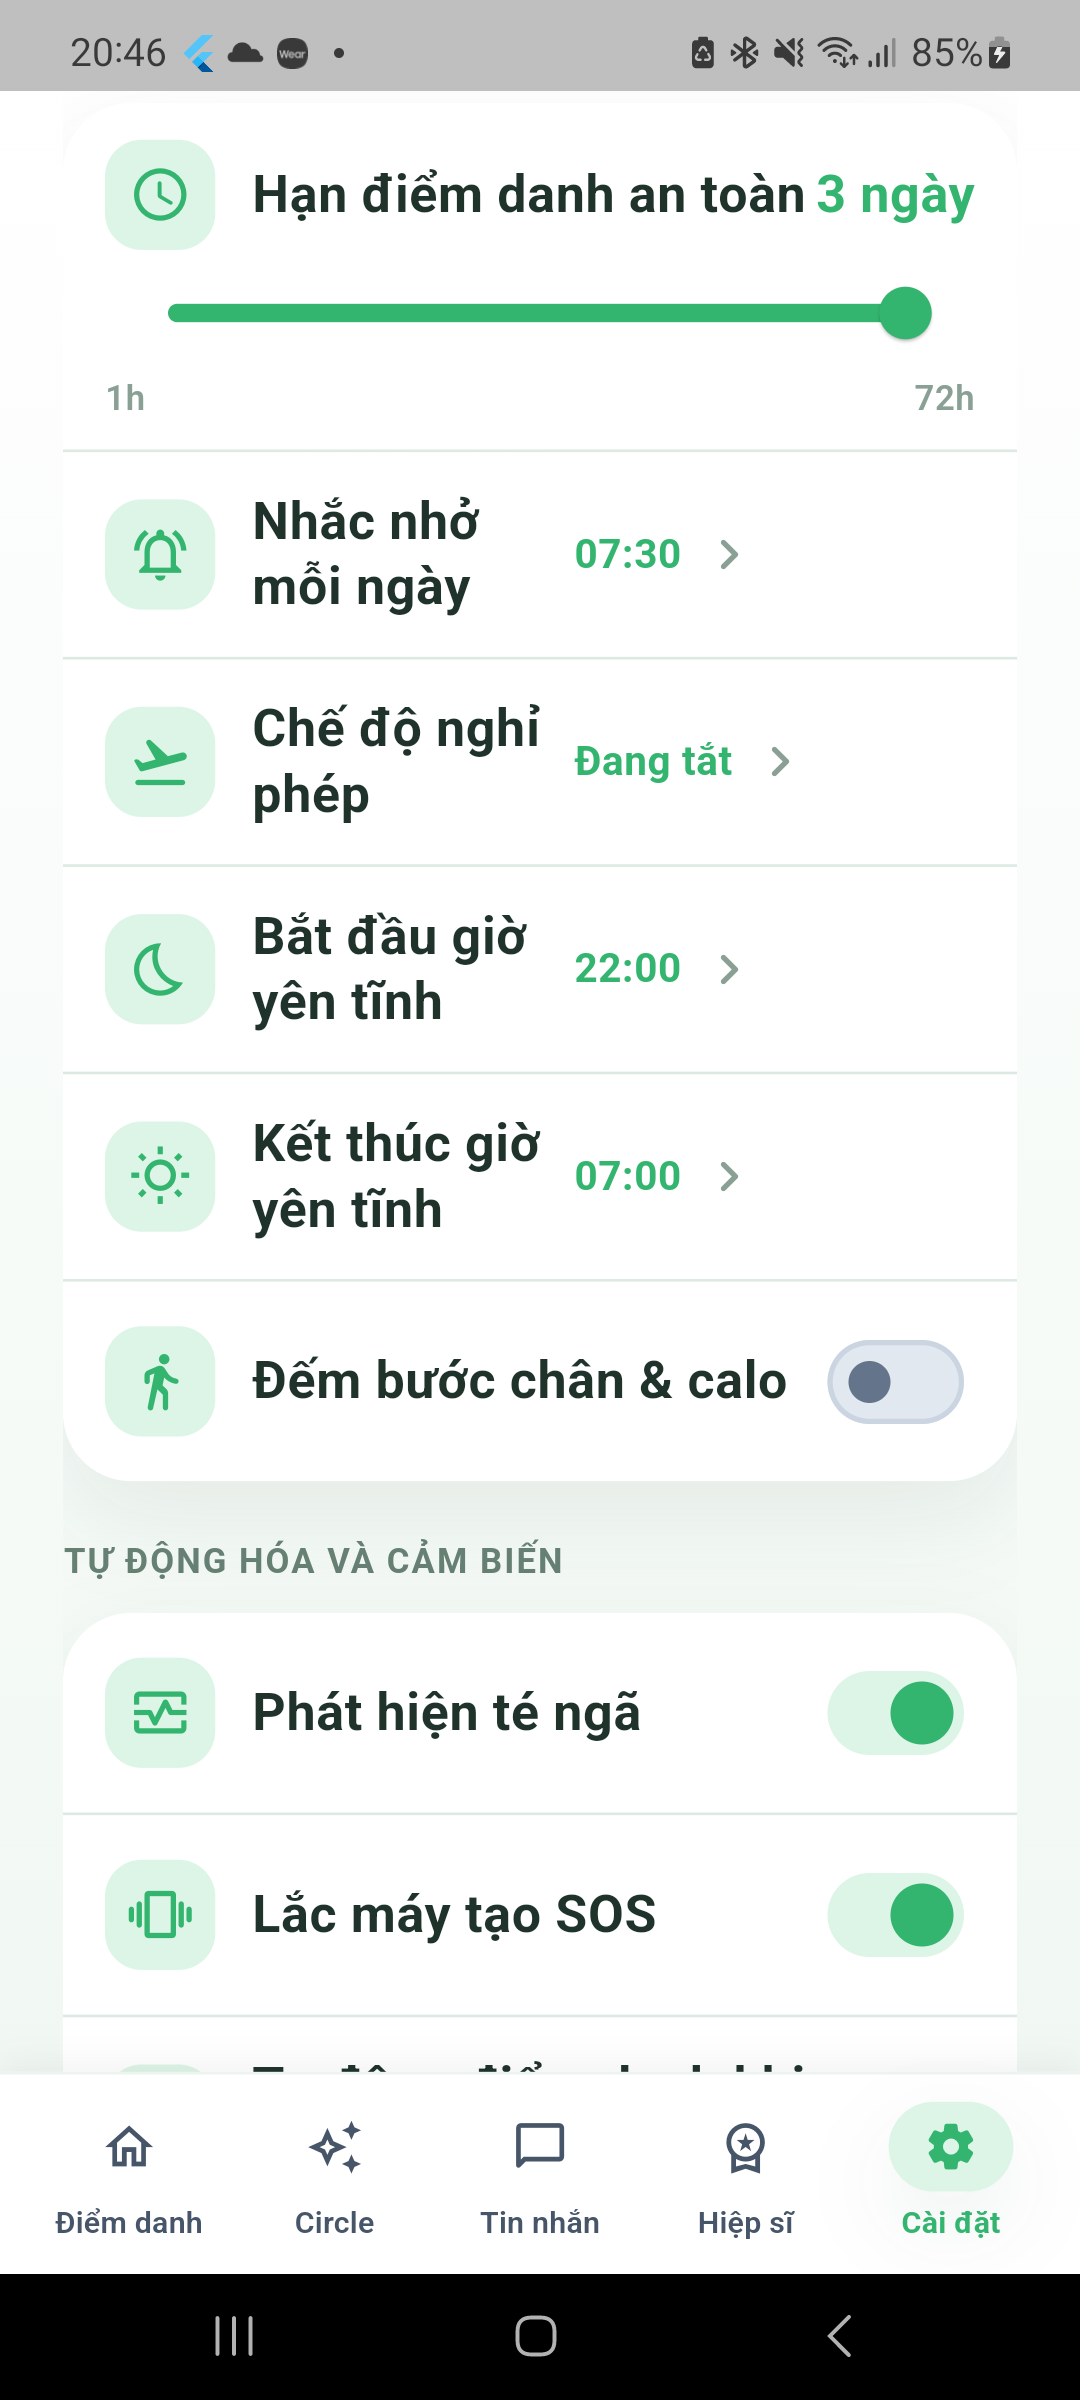 20:46
Wear
85%
Hạn điểm danh an toàn 3 ngày
1h 72h
Nhắc nhở
mỗi ngày
07:30
Chế độ nghỉ
phép
Đang tắt
Bắt đầu giờ
yên tĩnh
22:00
Kết thúc giờ
yên tĩnh
07:00
Đếm bước chân & calo
TỰ ĐỘNG HÓA VÀ CẢM BIẾN
Phát hiện té ngã
Lắc máy tạo SOS
Điểm danh
Circle
Tin nhắn
Hiệp sĩ
Cài đặt